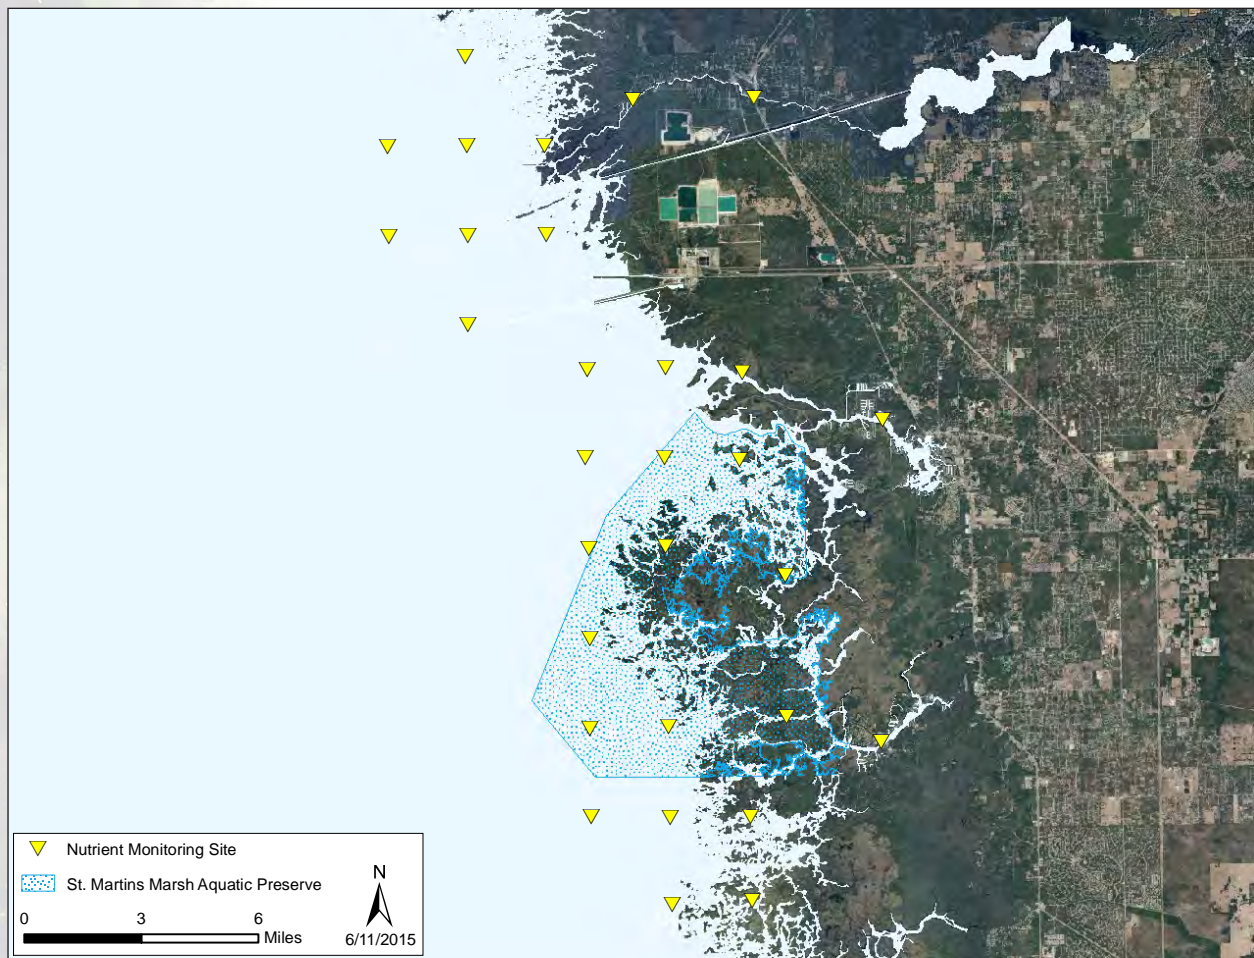 Nutrient Monitoring Site
St. Martins Marsh Aquatic Preserve
N
0 3 6
Miles
6/11/2015